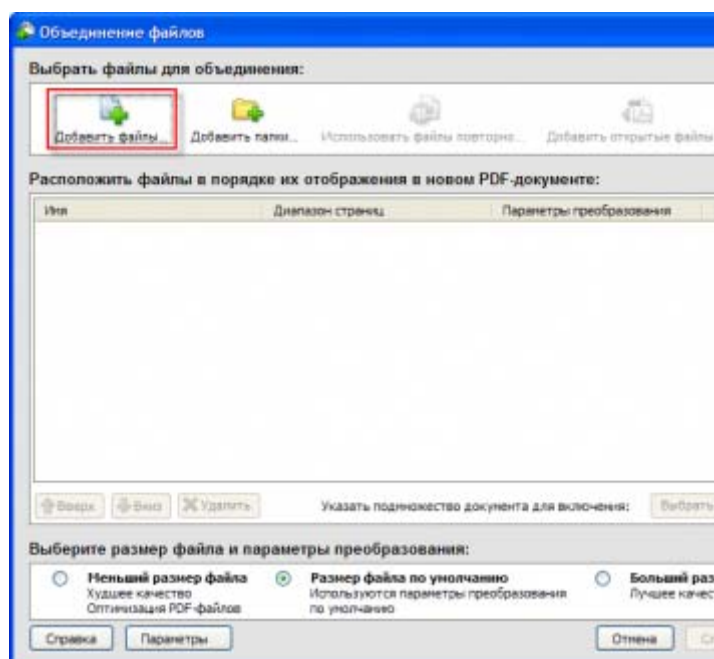 Объединение файлов
Выбрать файлы для объединения:
Добавить файлы... Добавить папки... Использовать файлы повторно... Добавить открытые файлы
Расположить файлы в порядке их отображения в новом PDF-документе:
Имя Диапазон страниц Параметры преобразования
Вверх Вниз Удалить Указать подмножество документа для включения: Выбрать
Выберите размер файла и параметры преобразования:
Меньший размер файла Размер файла по умолчанию Больший раз
Худшее качество Используются параметры преобразования Лучшее качес
Оптимизация PDF-файлов по умолчанию
Справка Параметры Отмена